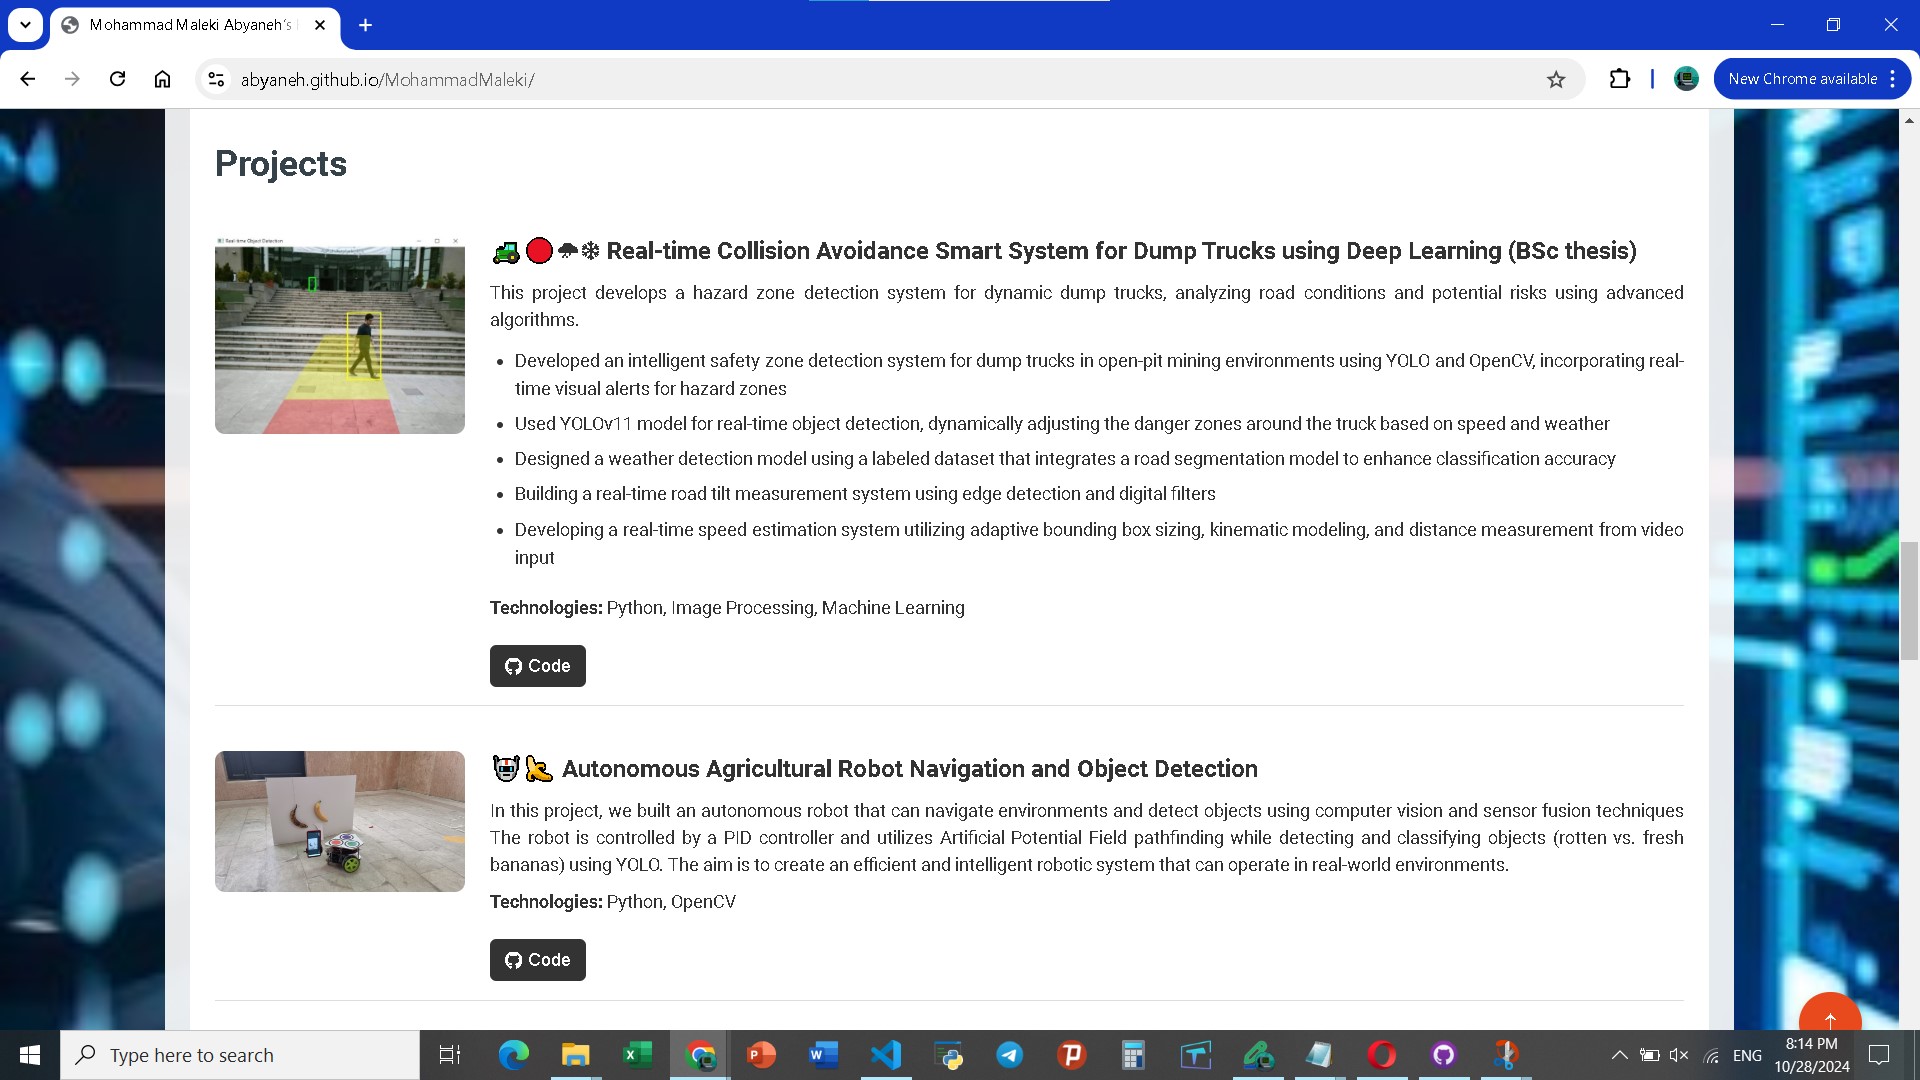 Mohammad Maleki Abyaneh's
abyaneh.github.io/MohammadMaleki/
New Chrome available
Projects
Real-time Object Detection
Real-time Collision Avoidance Smart System for Dump Trucks using Deep Learning (BSc thesis)
This project develops a hazard zone detection system for dynamic dump trucks, analyzing road conditions and potential risks using advanced
algorithms.
• Developed an intelligent safety zone detection system for dump trucks in open-pit mining environments using YOLO and OpenCV, incorporating real-
time visual alerts for hazard zones
• Used YOLOv11 model for real-time object detection, dynamically adjusting the danger zones around the truck based on speed and weather
• Designed a weather detection model using a labeled dataset that integrates a road segmentation model to enhance classification accuracy
• Building a real-time road tilt measurement system using edge detection and digital filters
• Developing a real-time speed estimation system utilizing adaptive bounding box sizing, kinematic modeling, and distance measurement from video
input
Technologies: Python, Image Processing, Machine Learning
Code
Autonomous Agricultural Robot Navigation and Object Detection
In this project, we built an autonomous robot that can navigate environments and detect objects using computer vision and sensor fusion techniques
The robot is controlled by a PID controller and utilizes Artificial Potential Field pathfinding while detecting and classifying objects (rotten vs. fresh
bananas) using YOLO. The aim is to create an efficient and intelligent robotic system that can operate in real-world environments.
Technologies: Python, OpenCV
Code
Type here to search
ENG
8:14 PM
10/28/2024